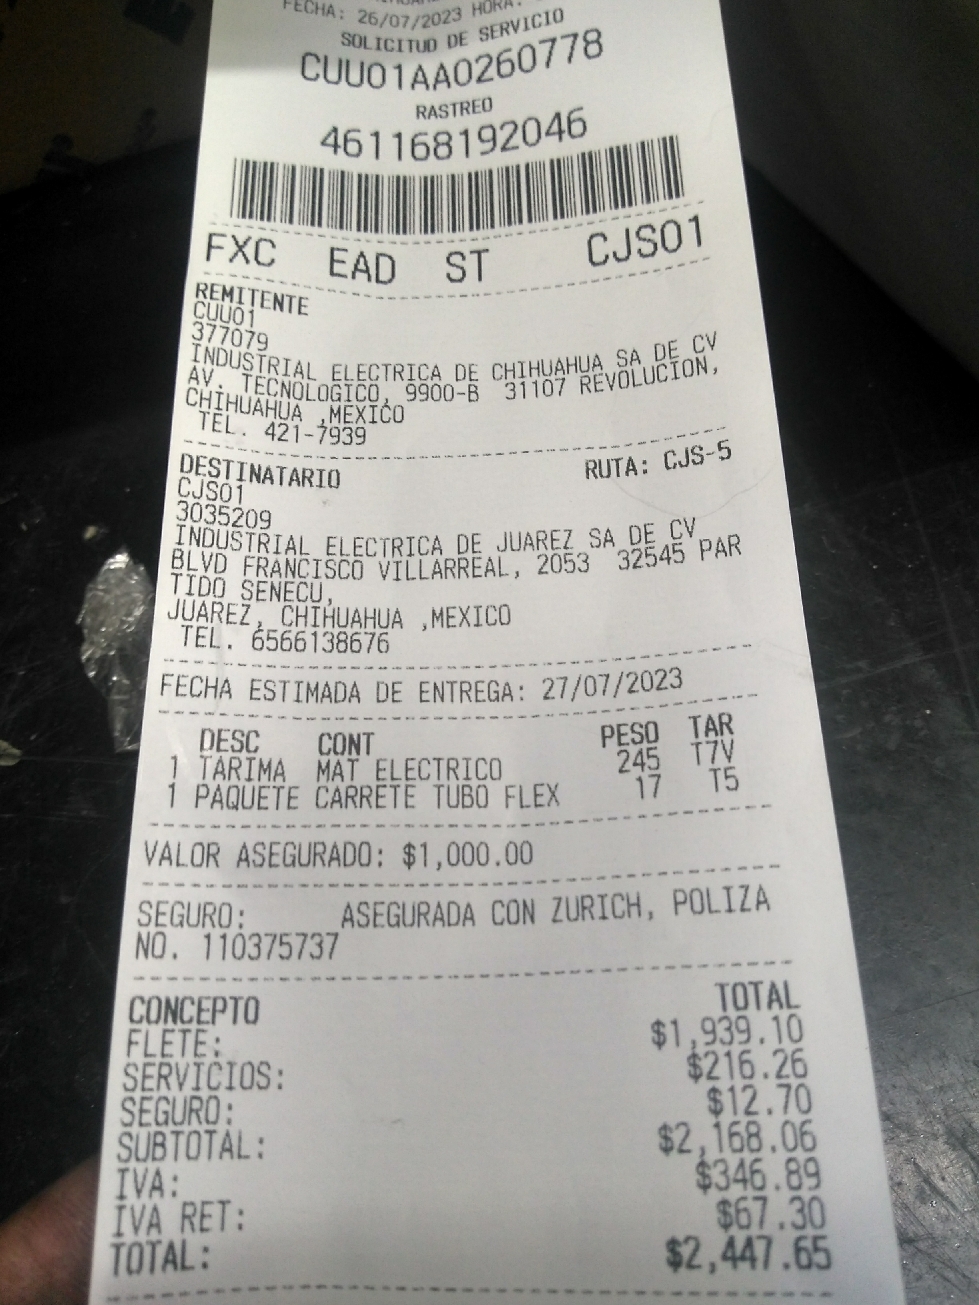 FECHA: 26/07/2023 HORA:
SOLICITUD DE SERVICIO
CUU01AA0260778
RASTREO
461168192046
FXC EAD ST CJS01
REMITENTE
CUU01
377079
INDUSTRIAL ELECTRICA DE CHIHUAHUA SA DE CV
AV. TECNOLOGICO, 9900-B 31107 REVOLUCION,
CHIHUAHUA ,MEXICO
TEL. 421-7939
DESTINATARIO RUTA: CJS-5
CJS01
3035209
INDUSTRIAL ELECTRICA DE JUAREZ SA DE CV
BLVD FRANCISCO VILLARREAL, 2053 32545 PAR
TIDO SENECU,
JUAREZ, CHIHUAHUA ,MEXICO
TEL. 6566138676
FECHA ESTIMADA DE ENTREGA: 27/07/2023
DESC CONT PESO TAR
1 TARIMA MAT ELECTRICO 245 T7V
1 PAQUETE CARRETE TUBO FLEX 17 T5
VALOR ASEGURADO: $1,000.00
SEGURO: ASEGURADA CON ZURICH, POLIZA
NO. 110375737
CONCEPTO TOTAL
FLETE: $1,939.10
SERVICIOS: $216.26
SEGURO: $12.70
SUBTOTAL: $2,168.06
IVA: $346.89
IVA RET: $67.30
TOTAL: $2,447.65